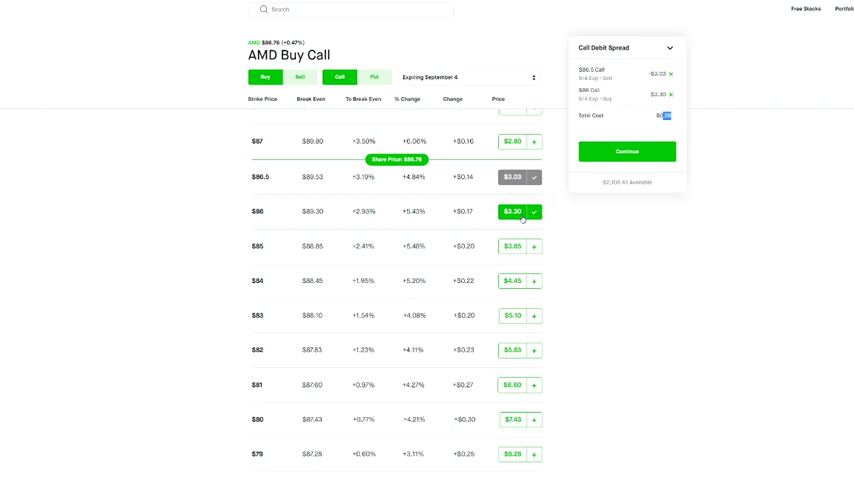 Search
Free Stocks
Portfol
AMD $86.76 (+0.47%)
AMD Buy Call
Buy
Sell
Call
Put
Expiring September 4
Strike Price
Break Even
To Break Even
% Change
Change
Price
$87
$89.80
+3.50%
+6.06%
+$0.16
$2.80
+
Share Price: $86.76
$86.5
$89.53
+3.19%
+4.84%
+$0.14
$3.03
$86
$89.30
+2.93%
+5.43%
+$0.17
$3.30
$85
$88.85
+2.41%
+5.48%
+$0.20
$3.85
+
$84
$88.45
+1.95%
+5.20%
+$0.22
$4.45
+
$83
$88.10
+1.54%
+4.08%
+$0.20
$5.10
+
$82
$87.83
+1.23%
+4.11%
+$0.23
$5.83
+
$81
$87.60
+0.97%
+4.27%
+$0.27
$6.60
+
$80
$87.43
+0.77%
+4.21%
+$0.30
$7.43
+
$79
$87.28
+0.60%
+3.11%
+$0.25
$8.28
+
Call Debit Spread
$86.5 Call
-$3.03 ×
9/4 Exp • Sell
$86 Call
$3.30 ×
9/4 Exp • Buy
Total Cost
Continue
$2,108.40 Available